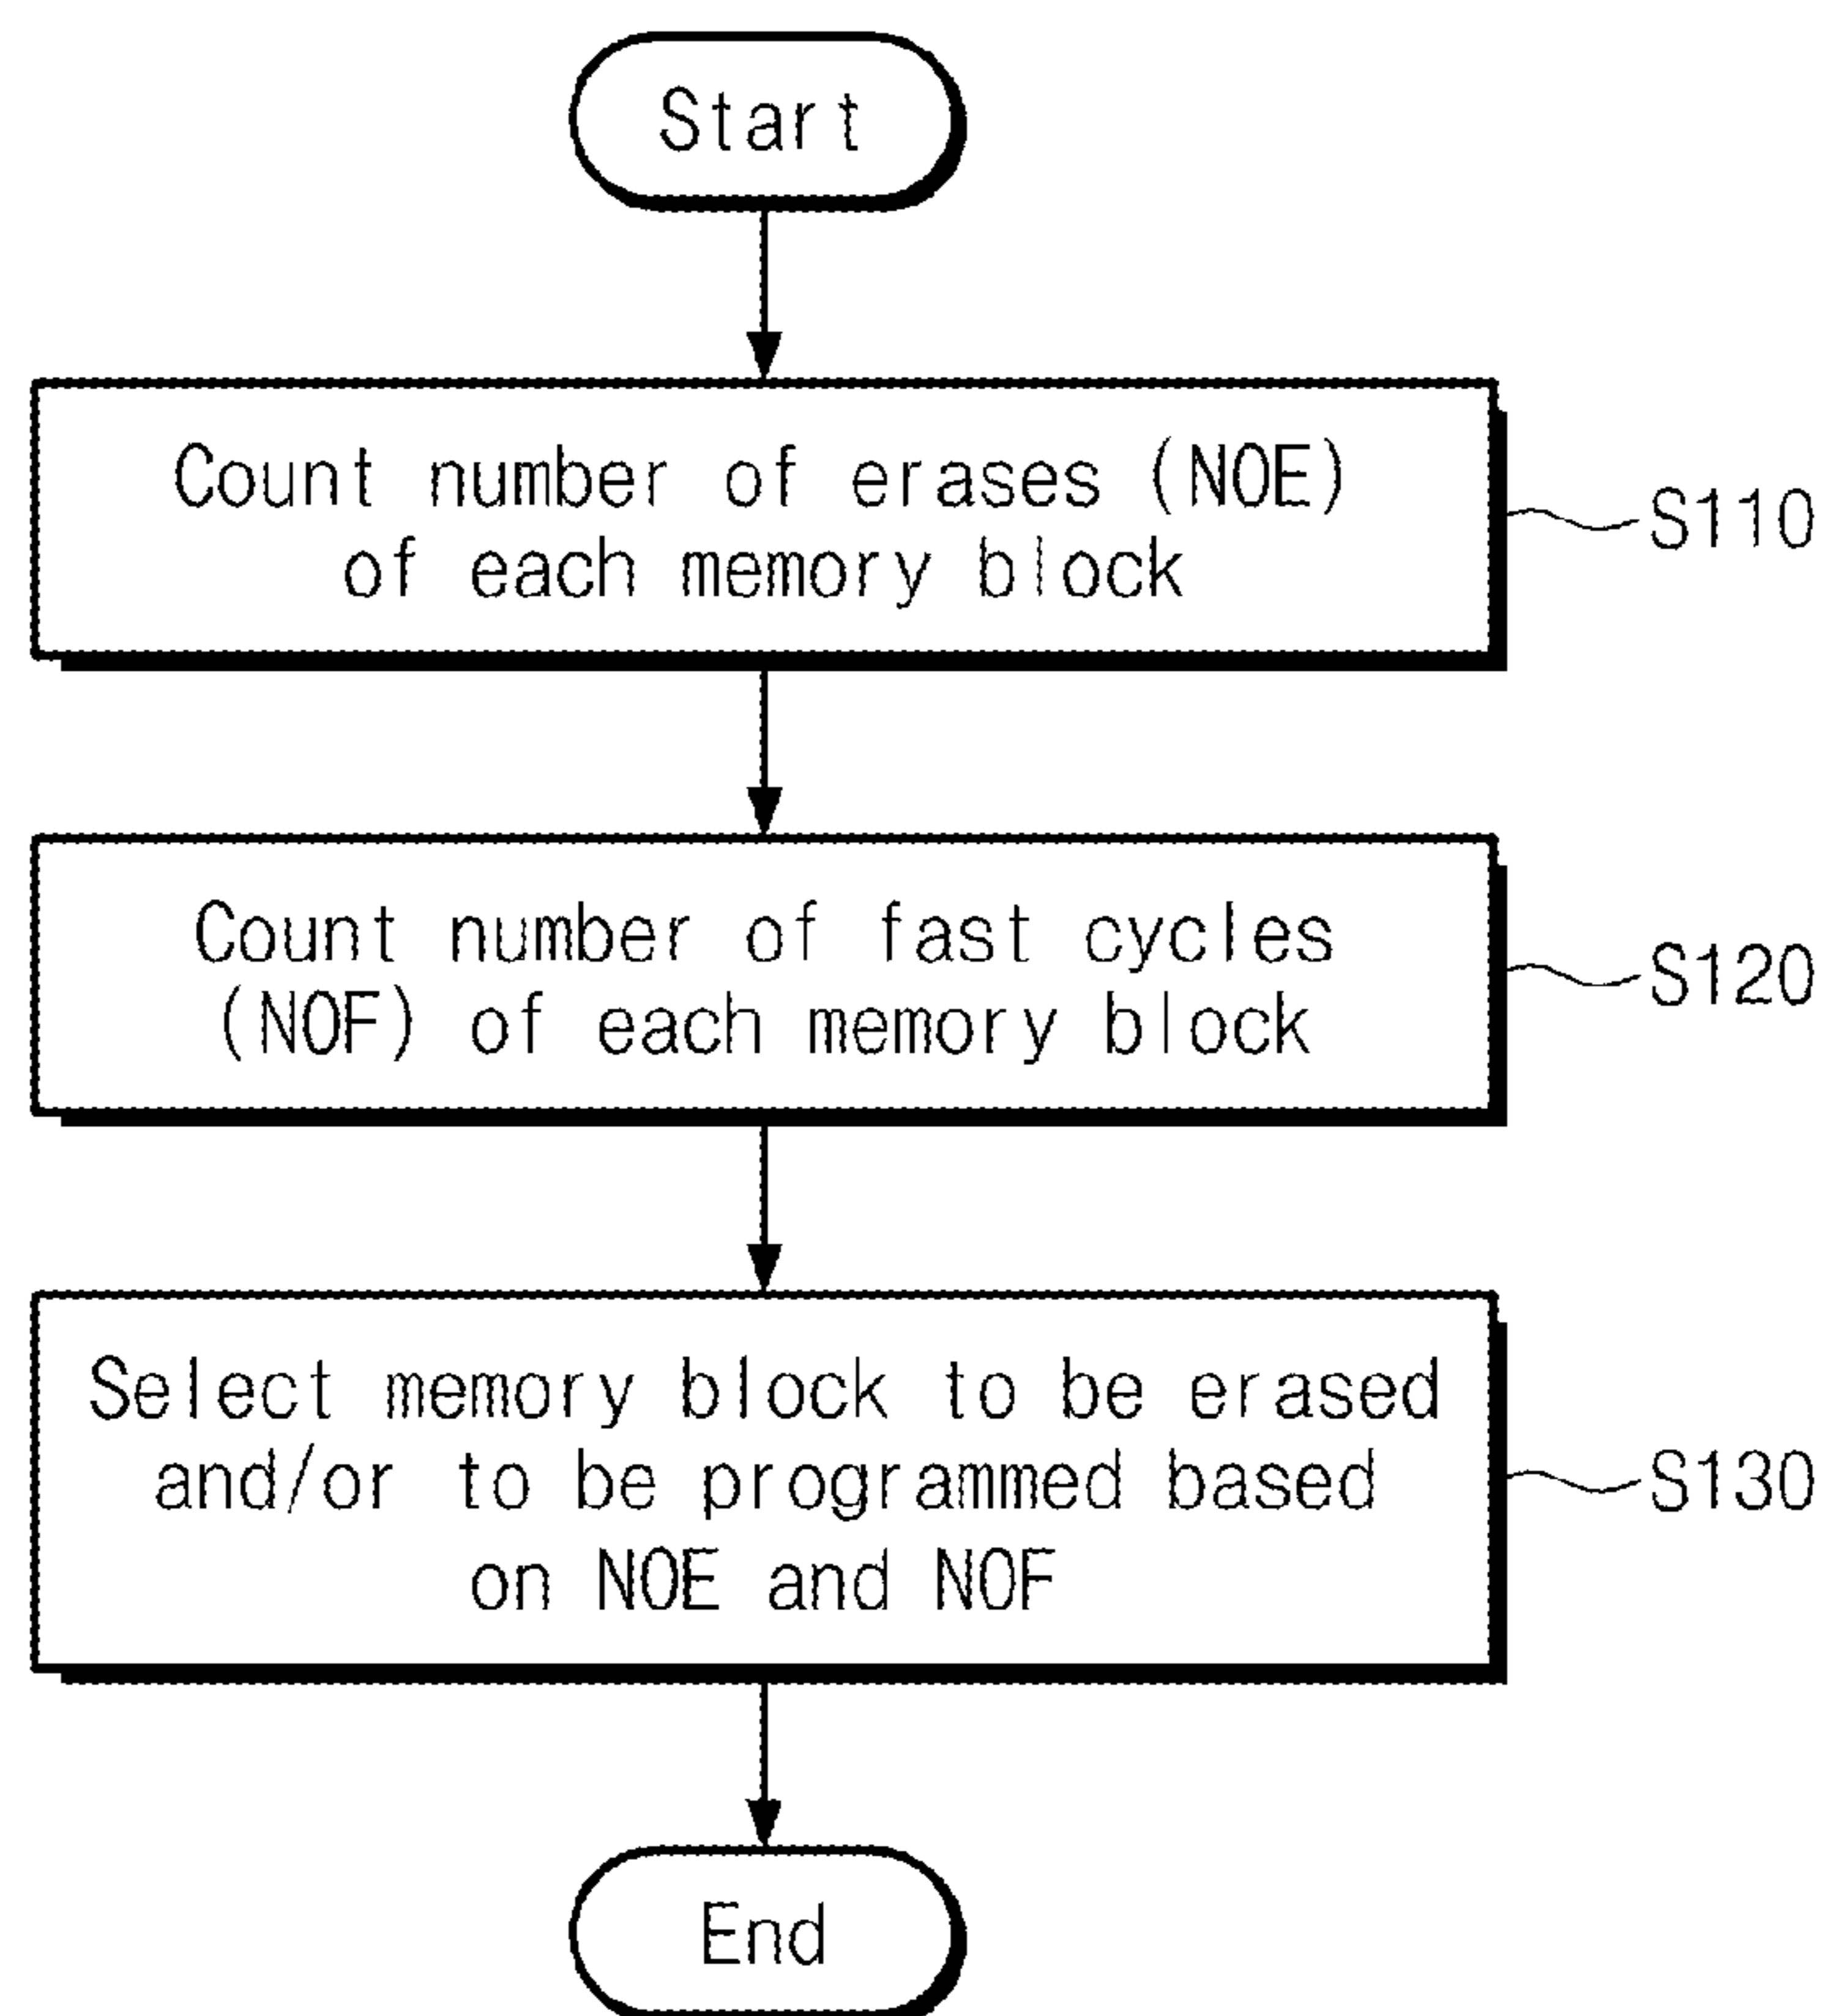 Start
Count number of erases (NOE)
of each memory block
S110
Count number of fast cycles
(NOF) of each memory block
S120
Select memory block to be erased
and/or to be programmed based
on NOE and NOF
S130
End